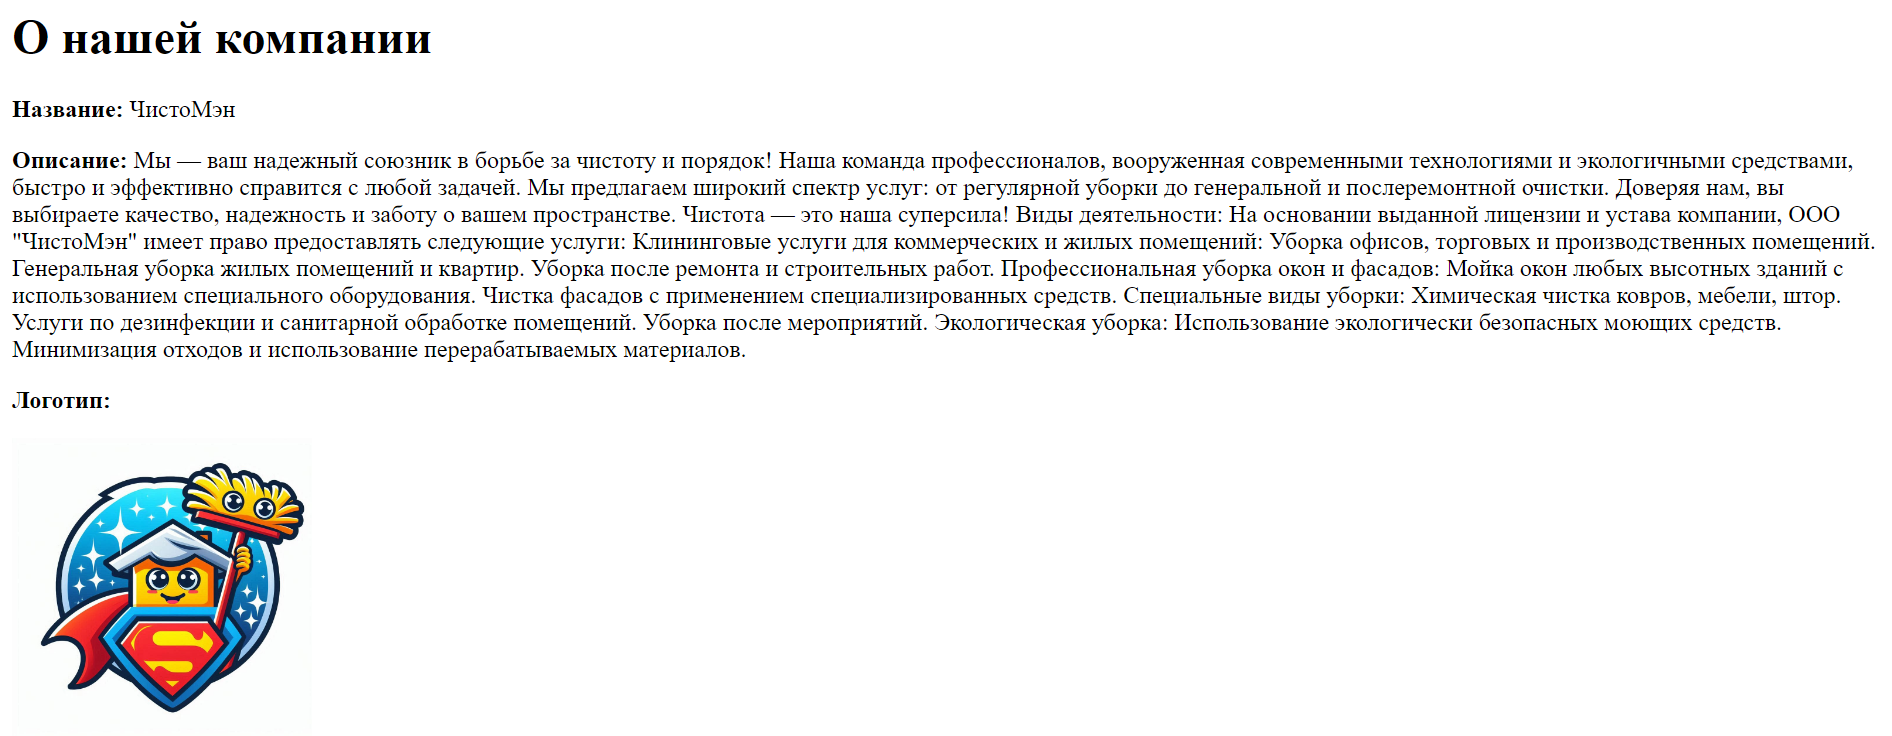 О нашей компании
Название: ЧистоМэн
Описание: Мы — ваш надежный союзник в борьбе за чистоту и порядок! Наша команда профессионалов, вооруженная современными технологиями и экологичными средствами,
быстро и эффективно справится с любой задачей. Мы предлагаем широкий спектр услуг: от регулярной уборки до генеральной и послеремонтной очистки. Доверяя нам, вы
выбираете качество, надежность и заботу о вашем пространстве. Чистота — это наша суперсила! Виды деятельности: На основании выданной лицензии и устава компании, ООО
"ЧистоМэн" имеет право предоставлять следующие услуги: Клининговые услуги для коммерческих и жилых помещений: Уборка офисов, торговых и производственных помещений.
Генеральная уборка жилых помещений и квартир. Уборка после ремонта и строительных работ. Профессиональная уборка окон и фасадов: Мойка окон любых высотных зданий с
использованием специального оборудования. Чистка фасадов с применением специализированных средств. Специальные виды уборки: Химическая чистка ковров, мебели, штор.
Услуги по дезинфекции и санитарной обработке помещений. Уборка после мероприятий. Экологическая уборка: Использование экологически безопасных моющих средств.
Минимизация отходов и использование перерабатываемых материалов.
Логотип:
S